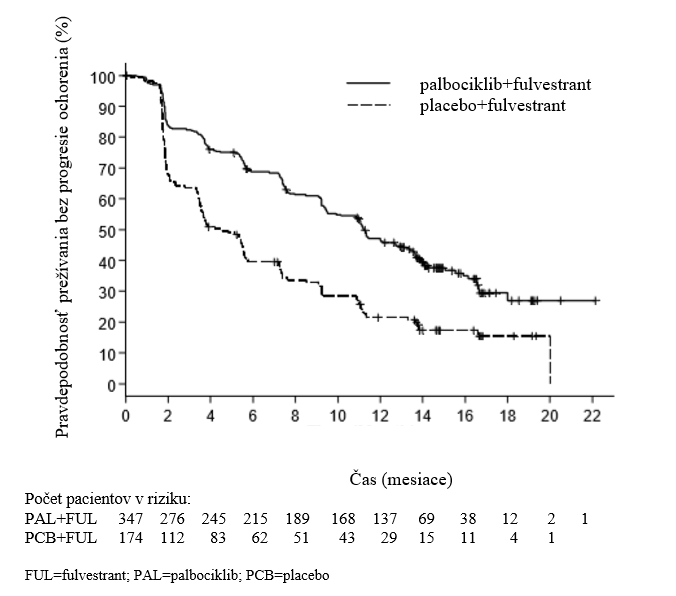 Pravdepodobnosť prežívania bez progresie ochorenia (%)
100
90
80
70
60
50
40
30
20
10
0
palbociklib+fulvestrant
placebo+fulvestrant
0 2 4 6 8 10 12 14 16 18 20 22
Čas (mesiace)
Počet pacientov v riziku:
PAL+FUL 347 276 245 215 189 168 137 69 38 12 2 1
PCB+FUL 174 112 83 62 51 43 29 15 11 4 1
FUL=fulvestrant; PAL=palbociklib; PCB=placebo